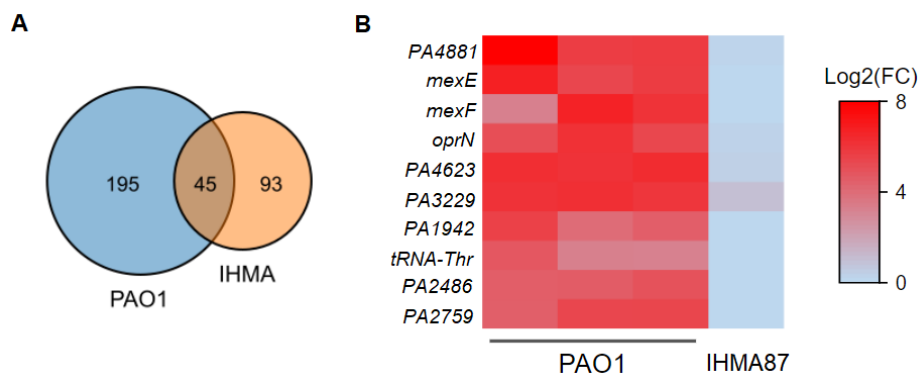 A
195
45
93
PAO1
IHMA
B
PA4881
mexE
mexF
oprN
PA4623
PA3229
PA1942
tRNA-Thr
PA2486
PA2759
PAO1
IHMA87
Log2(FC)
8
4
0